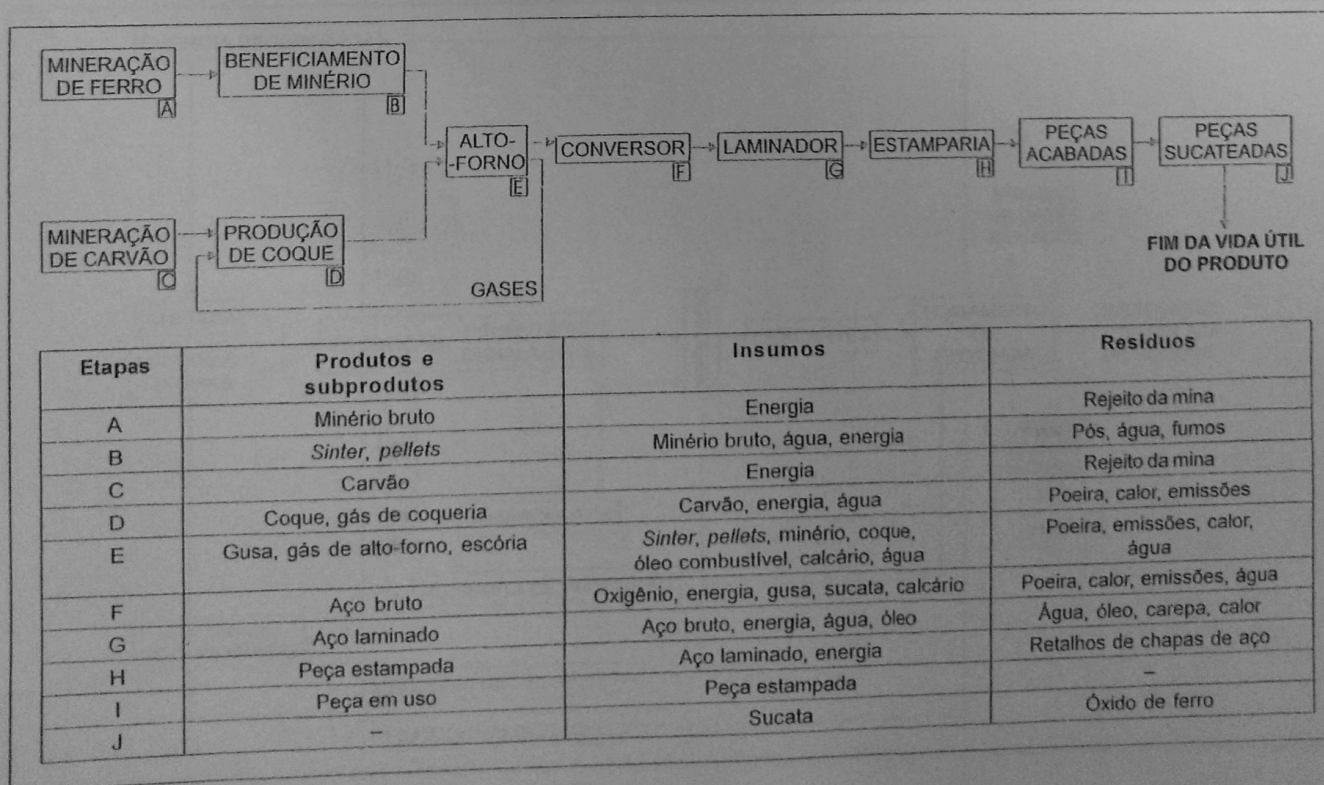 MINERAÇÃO
DE FERRO
A
BENEFICIAMENTO
DE MINÉRIO
B
MINERAÇÃO
DE CARVÃO
C
PRODUÇÃO
DE COQUE
D
ALTO-
-FORNO
E
GASES
CONVERSOR
F
LAMINADOR
G
ESTAMPARIA
H
PEÇAS
ACABADAS
I
PEÇAS
SUCATEADAS
J
FIM DA VIDA ÚTIL
DO PRODUTO
Etapas Produtos e subprodutos Insumos Resíduos
A Minério bruto Energia Rejeito da mina
B Sinter, pellets Minério bruto, água, energia Pós, água, fumos
C Carvão Energia Rejeito da mina
D Coque, gás de coqueria Carvão, energia, água Poeira, calor, emissões
E Gusa, gás de alto-forno, escória Sinter, pellets, minério, coque, óleo combustível, calcário, água Poeira, emissões, calor, água
F Aço bruto Oxigênio, energia, gusa, sucata, calcário Poeira, calor, emissões, água
G Aço laminado Aço bruto, energia, água, óleo Água, óleo, carepa, calor
H Peça estampada Aço laminado, energia Retalhos de chapas de aço
I Peça em uso Peça estampada –
J – Sucata Óxido de ferro